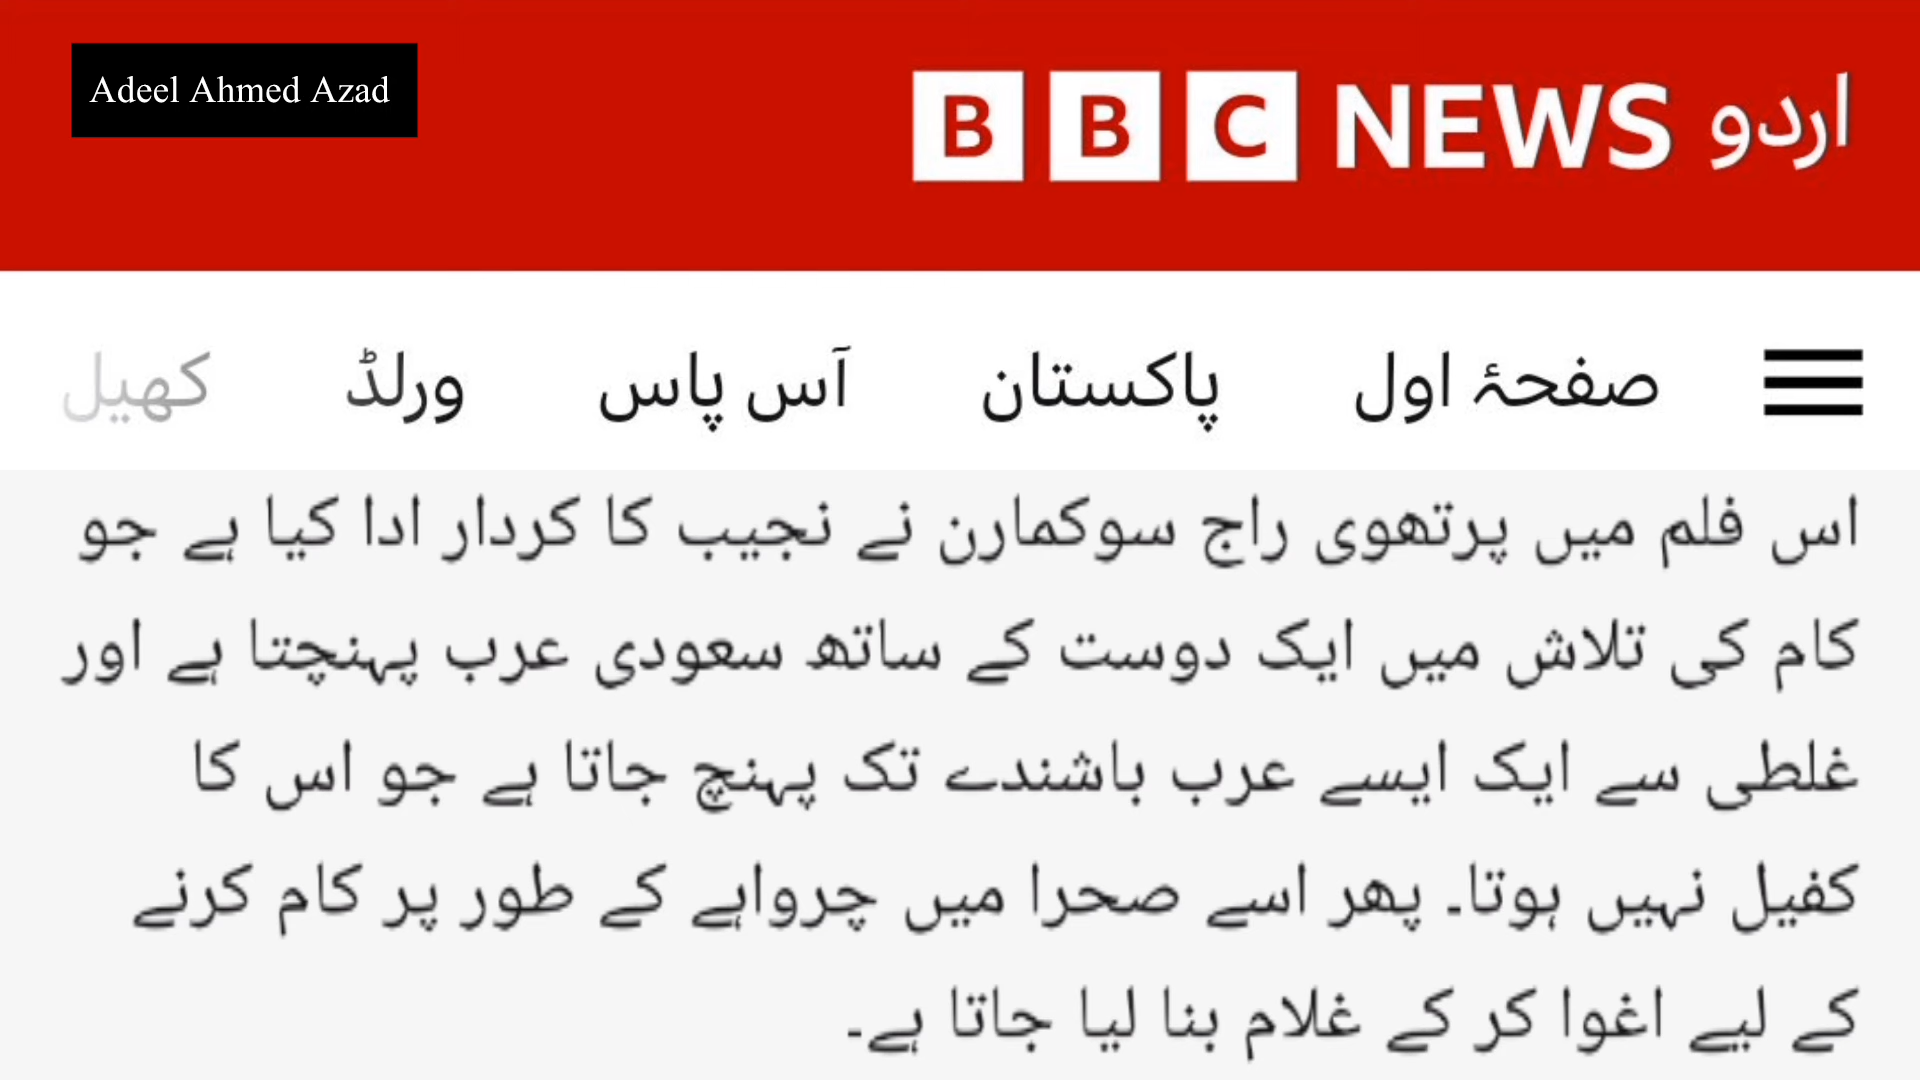 Adeel Ahmed Azad
BBC NEWS اردو
صفحۂ اول پاکستان آس پاس ورلڈ کھیل
اس فلم میں پرتھوی راج سوکمارن نے نجیب کا کردار ادا کیا ہے جو
کام کی تلاش میں ایک دوست کے ساتھ سعودی عرب پہنچتا ہے اور
غلطی سے ایک ایسے عرب باشندے تک پہنچ جاتا ہے جو اس کا
کفیل نہیں ہوتا۔ پھر اسے صحرا میں چرواہے کے طور پر کام کرنے
کے لیے اغوا کر کے غلام بنا لیا جاتا ہے۔